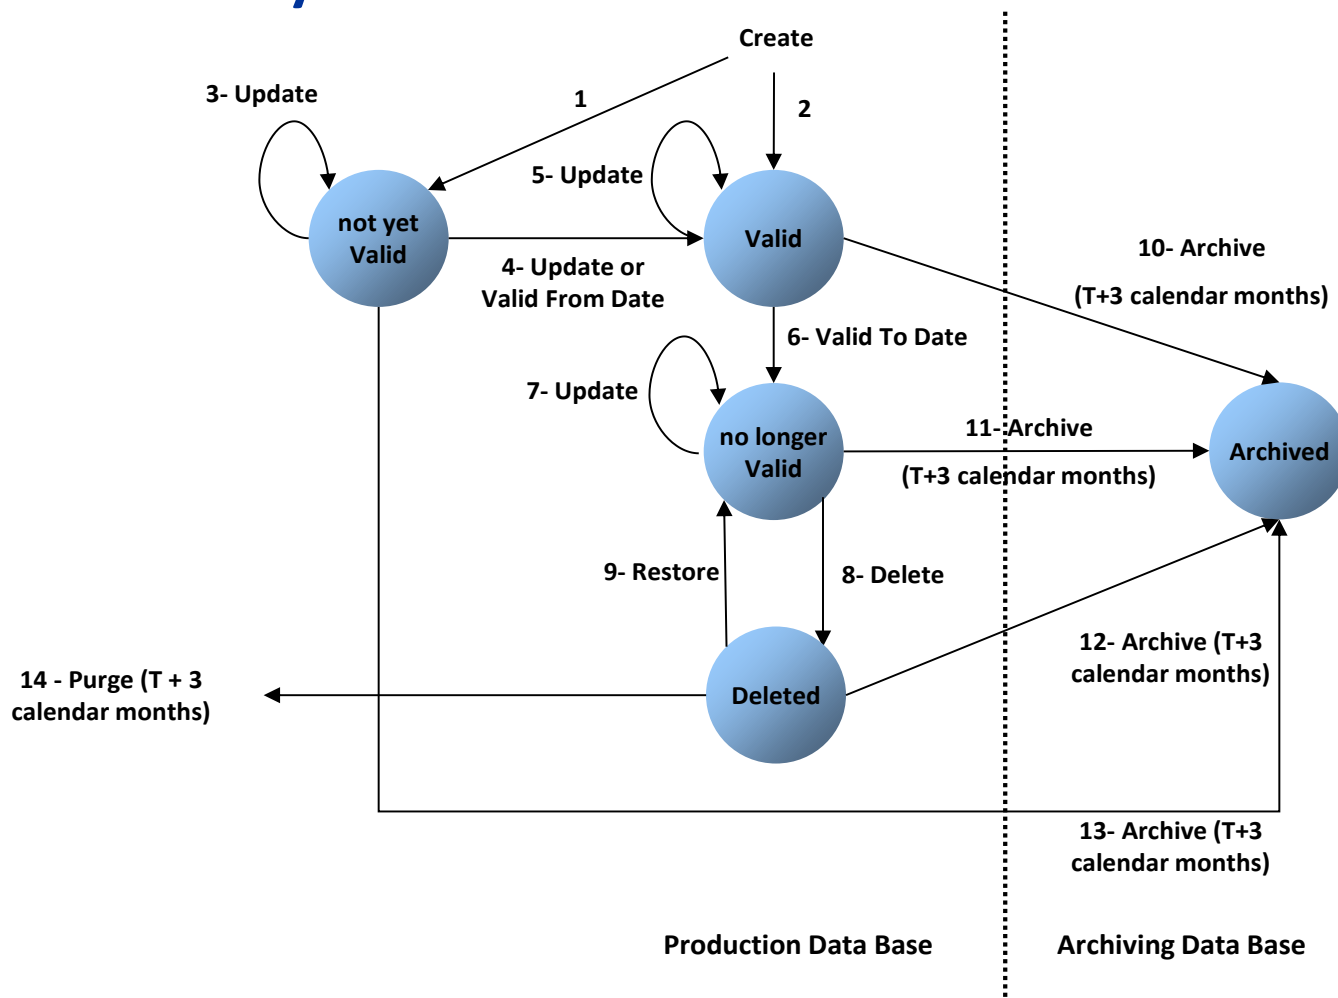 Create
3- Update
1
2
5- Update
not yet
Valid
Valid
4- Update or
Valid From Date
10- Archive
(T+3 calendar months)
6- Valid To Date
7- Update
no longer
Valid
11- Archive
(T+3 calendar months)
Archived
9- Restore
8- Delete
12- Archive (T+3
calendar months)
14 - Purge (T + 3
calendar months)
Deleted
13- Archive (T+3
calendar months)
Production Data Base
Archiving Data Base